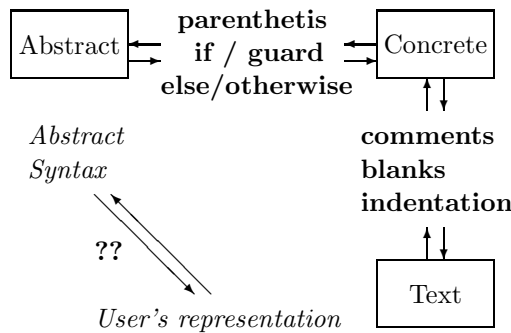 Abstract
parenthetis
if / guard
else/otherwise
Concrete
Abstract
Syntax
comments
blanks
indentation
??
User's representation
Text